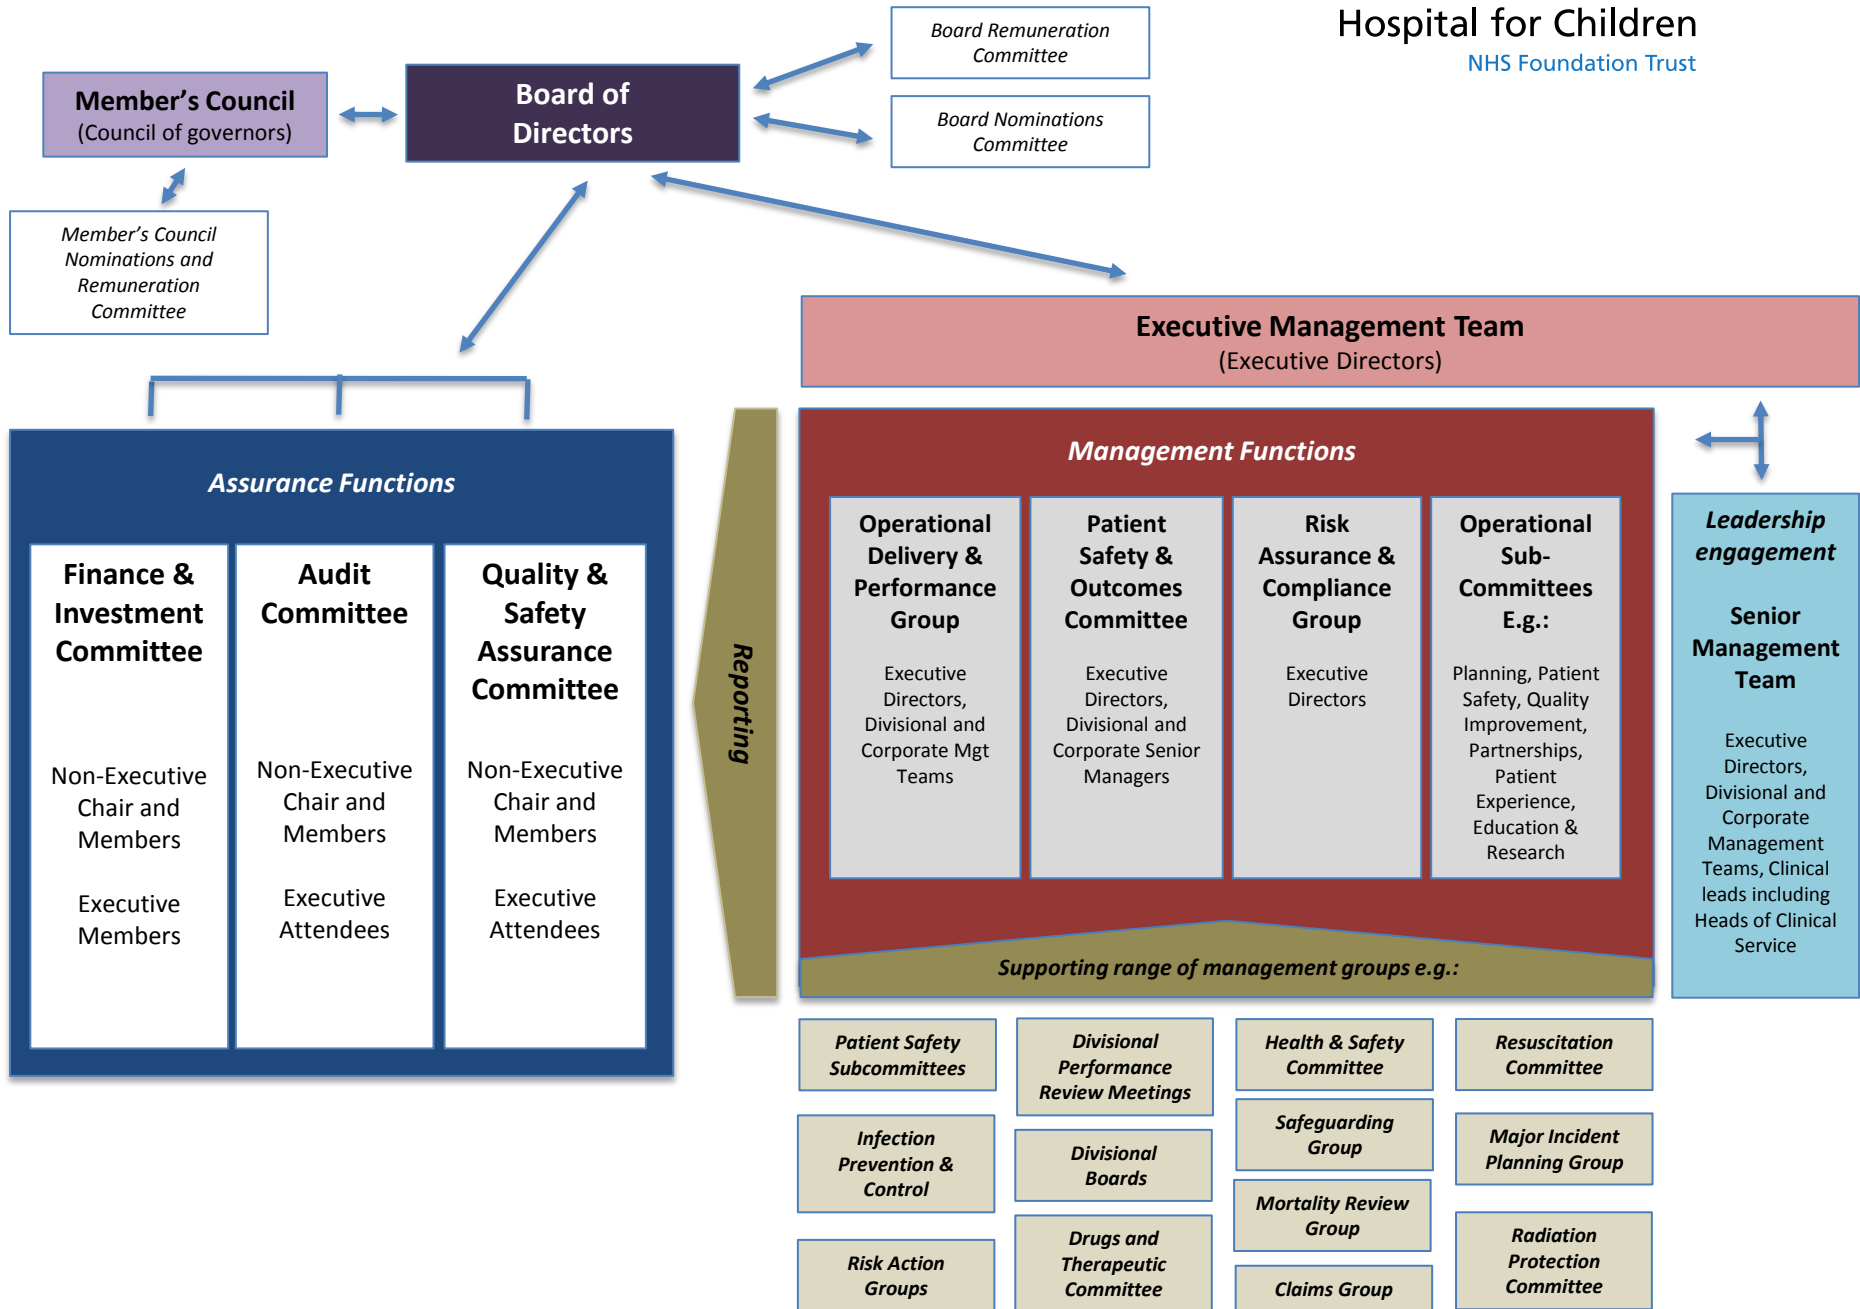 Hospital for Children
NHS Foundation Trust
Board Remuneration
Committee
Member’s Council
(Council of governors)
Board of
Directors
Board Nominations
Committee
Member’s Council
Nominations and
Remuneration
Committee
Executive Management Team
(Executive Directors)
Assurance Functions
Finance &
Investment
Committee
Non-Executive
Chair and
Members
Executive
Members
Audit
Committee
Non-Executive
Chair and
Members
Executive
Attendees
Quality &
Safety
Assurance
Committee
Non-Executive
Chair and
Members
Executive
Attendees
Reporting
Management Functions
Operational
Delivery &
Performance
Group
Executive
Directors,
Divisional and
Corporate Mgt
Teams
Patient
Safety &
Outcomes
Committee
Executive
Directors,
Divisional and
Corporate Senior
Managers
Risk
Assurance &
Compliance
Group
Executive
Directors
Operational
Sub-
Committees
E.g.:
Planning, Patient
Safety, Quality
Improvement,
Partnerships,
Patient
Experience,
Education &
Research
Leadership
engagement
Senior
Management
Team
Executive
Directors,
Divisional and
Corporate
Management
Teams, Clinical
leads including
Heads of Clinical
Service
Supporting range of management groups e.g.:
Patient Safety
Subcommittees
Infection
Prevention &
Control
Risk Action
Groups
Divisional
Performance
Review Meetings
Divisional
Boards
Drugs and
Therapeutic
Committee
Health & Safety
Committee
Safeguarding
Group
Mortality Review
Group
Claims Group
Resuscitation
Committee
Major Incident
Planning Group
Radiation
Protection
Committee